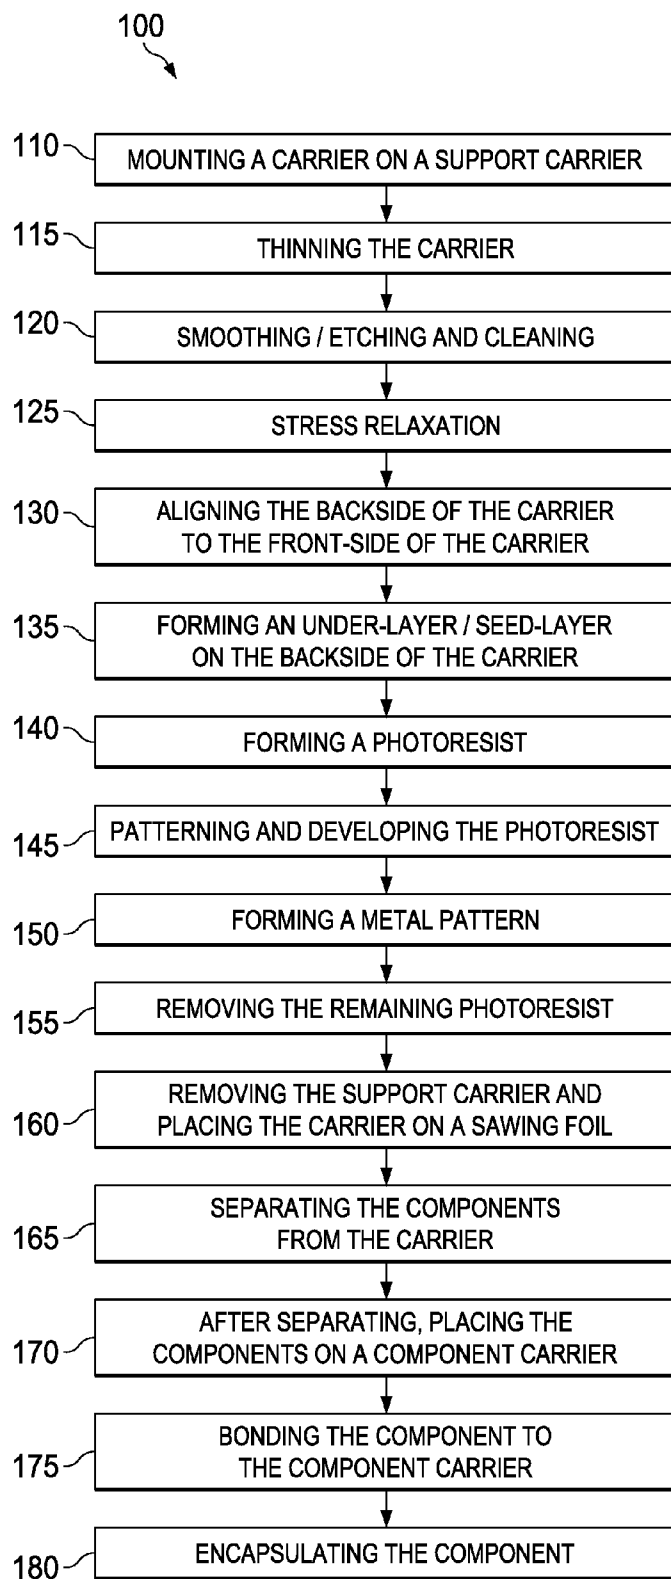 100
110
MOUNTING A CARRIER ON A SUPPORT CARRIER
115
THINNING THE CARRIER
120
SMOOTHING / ETCHING AND CLEANING
125
STRESS RELAXATION
130
ALIGNING THE BACKSIDE OF THE CARRIER
TO THE FRONT-SIDE OF THE CARRIER
135
FORMING AN UNDER-LAYER / SEED-LAYER
ON THE BACKSIDE OF THE CARRIER
140
FORMING A PHOTORESIST
145
PATTERNING AND DEVELOPING THE PHOTORESIST
150
FORMING A METAL PATTERN
155
REMOVING THE REMAINING PHOTORESIST
160
REMOVING THE SUPPORT CARRIER AND
PLACING THE CARRIER ON A SAWING FOIL
165
SEPARATING THE COMPONENTS
FROM THE CARRIER
170
AFTER SEPARATING, PLACING THE
COMPONENTS ON A COMPONENT CARRIER
175
BONDING THE COMPONENT TO
THE COMPONENT CARRIER
180
ENCAPSULATING THE COMPONENT